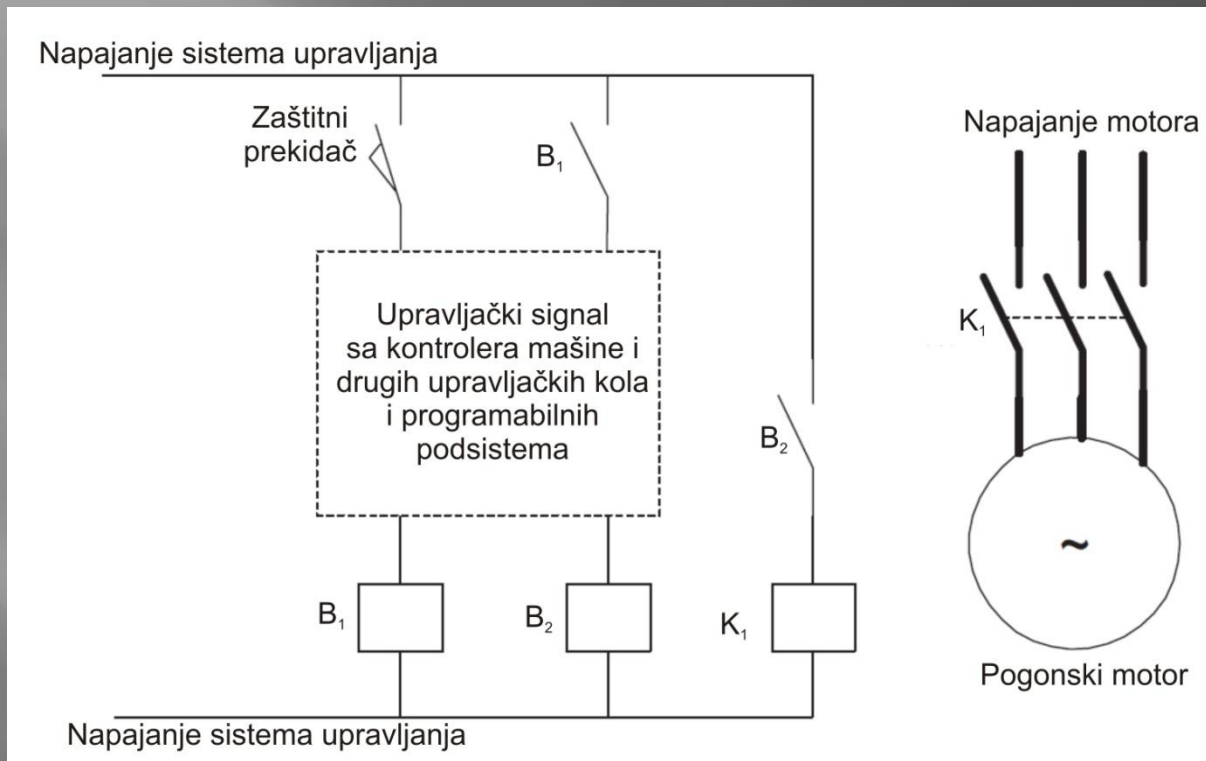 Napajanje sistema upravljanja
Zaštitni
prekidač
B₁
Napajanje motora
Upravljački signal
sa kontrolera mašine i
drugih upravljačkih kola
i programabilnih
podsistema
K₁
B₂
~
B₁
B₂
K₁
Pogonski motor
Napajanje sistema upravljanja